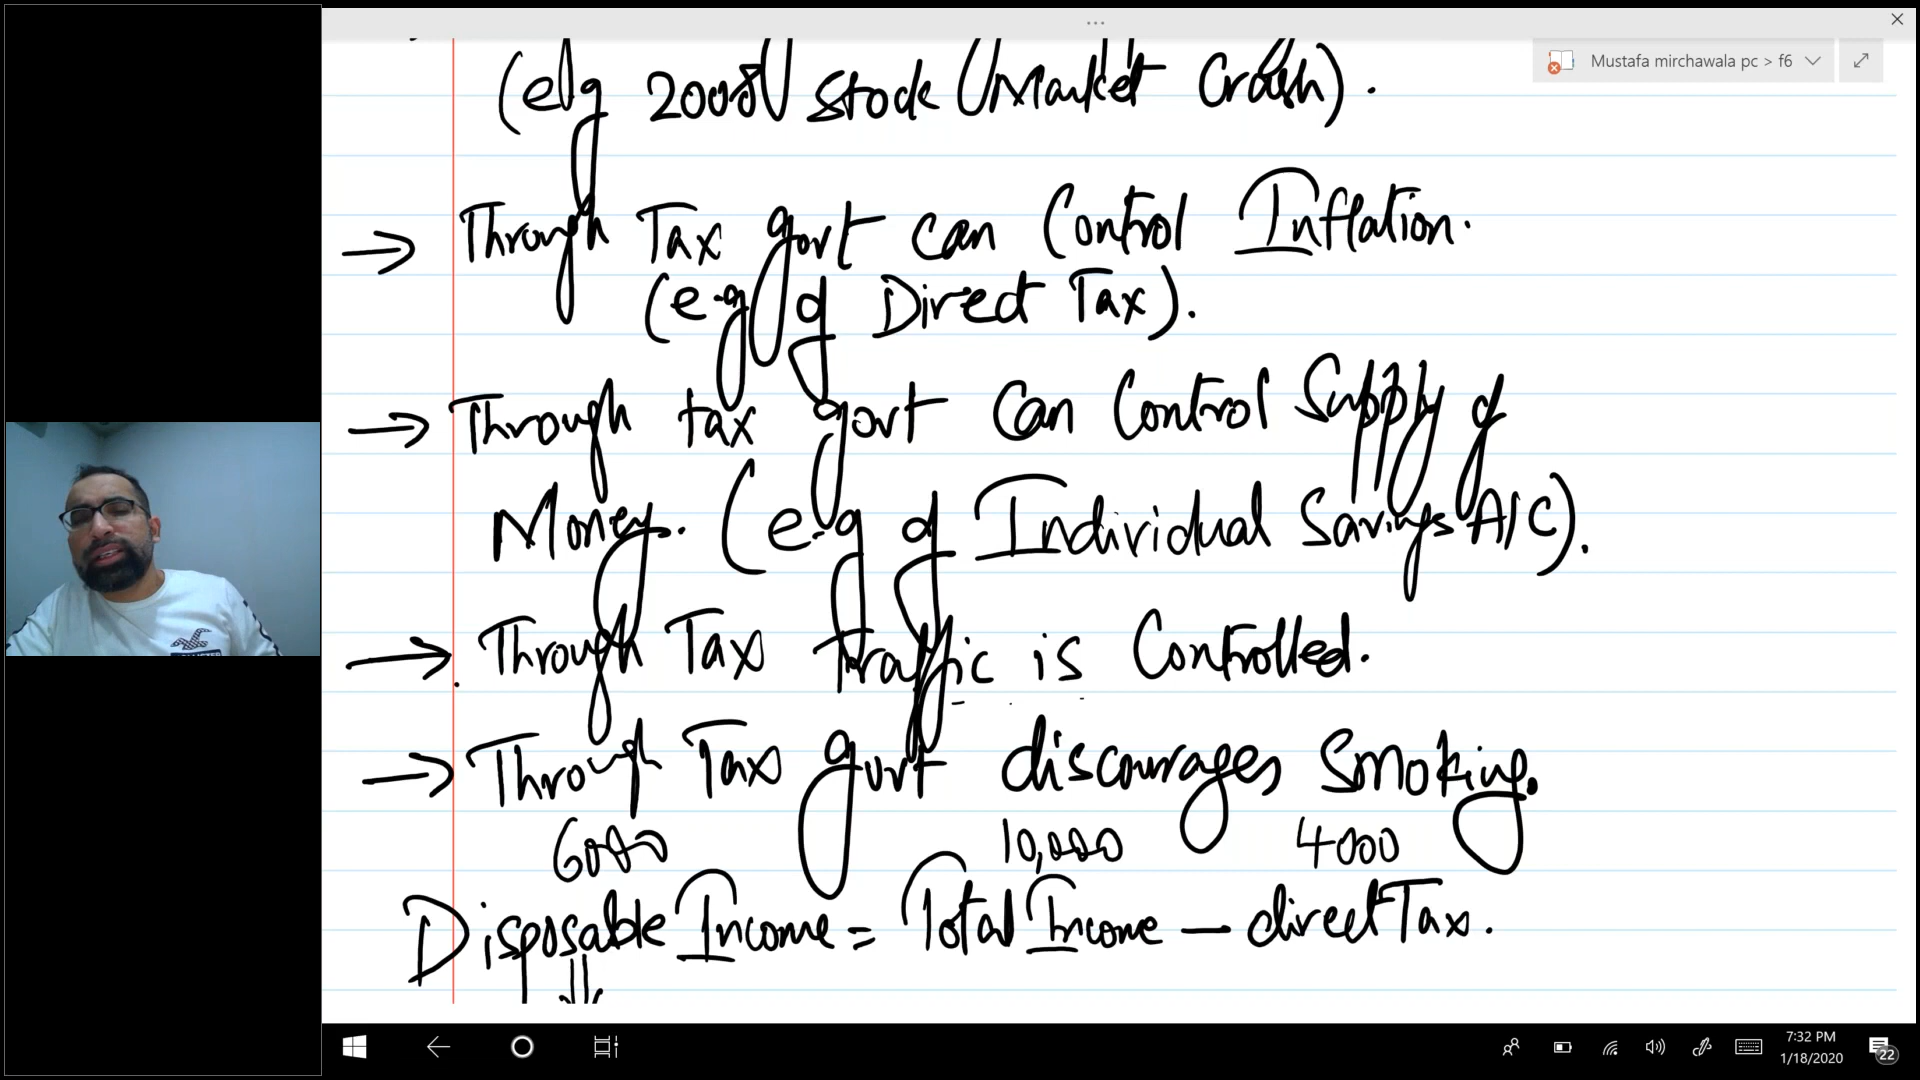 Mustafa mirchawala pc > f6
(e.g 2008 Stock Market Crash).
→ Through Tax govt can Control Inflation.
(e.g of Direct Tax).
→ Through tax govt can Control Supply of
Money. (e.g of Individual Savings A/C).
→ Through Tax traffic is Controlled.
→ Through Tax govt discourages Smoking.
6000 10,000 4000
Disposable Income = Total Income – direct Tax.
7:32 PM
1/18/2020
22